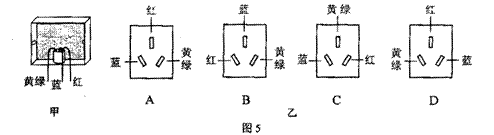 红 蓝 黄绿 红
黄绿 蓝 红 蓝 黄绿 红 黄绿 蓝 红 黄绿 蓝
甲 A B C D
乙
图5